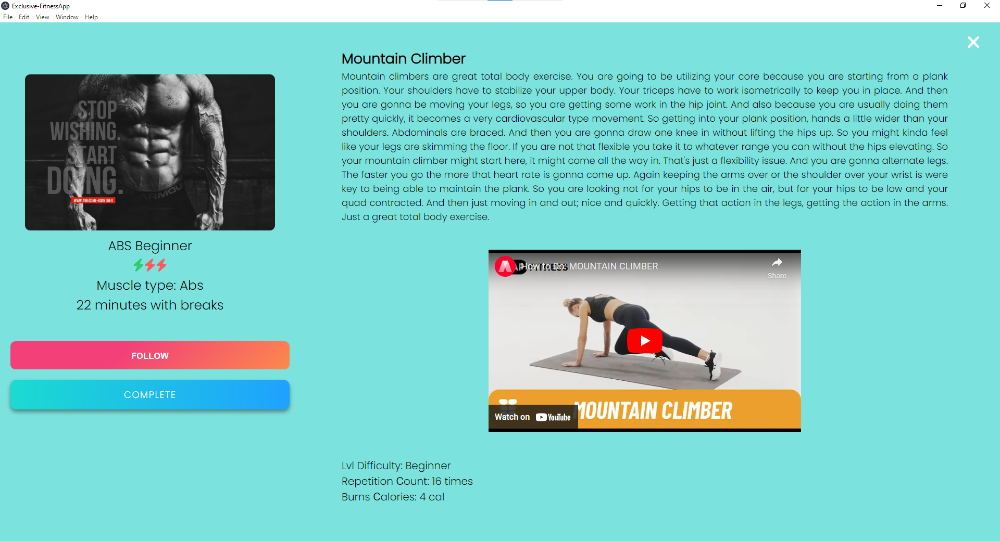 Exclusive-FitnessApp
File Edit View Window Help
STOP
WISHING.
START
DOING.
WWW.AWESOME-BODY.INFO
ARMOUR
ABS Beginner
Muscle type: Abs
22 minutes with breaks
FOLLOW
COMPLETE
Mountain Climber
Mountain climbers are great total body exercise. You are going to be utilizing your core because you are starting from a plank
position. Your shoulders have to stabilize your upper body. Your triceps have to work isometrically to keep you in place. And then
you are gonna be moving your legs, so you are getting some work in the hip joint. And also because you are usually doing them
pretty quickly, it becomes a very cardiovascular type movement. So getting into your plank position, hands a little wider than your
shoulders. Abdominals are braced. And then you are gonna draw one knee in without lifting the hips up. So you might kinda feel
like your legs are skimming the floor. If you are not that flexible you take it to whatever range you can without the hips elevating. So
your mountain climber might start here, it might come all the way in. That's just a flexibility issue. And you are gonna alternate legs.
The faster you go the more that heart rate is gonna come up. Again keeping the arms over or the shoulder over your wrist is were
key to being able to maintain the plank. So you are looking not for your hips to be in the air, but for your hips to be low and your
quad contracted. And then just moving in and out; nice and quickly. Getting that action in the legs, getting the action in the arms.
Just a great total body exercise.
How to Do: MOUNTAIN CLIMBER
FITNESS
Share
MOUNTAIN CLIMBER
Watch on YouTube
Lvl Difficulty: Beginner
Repetition Count: 16 times
Burns Calories: 4 cal